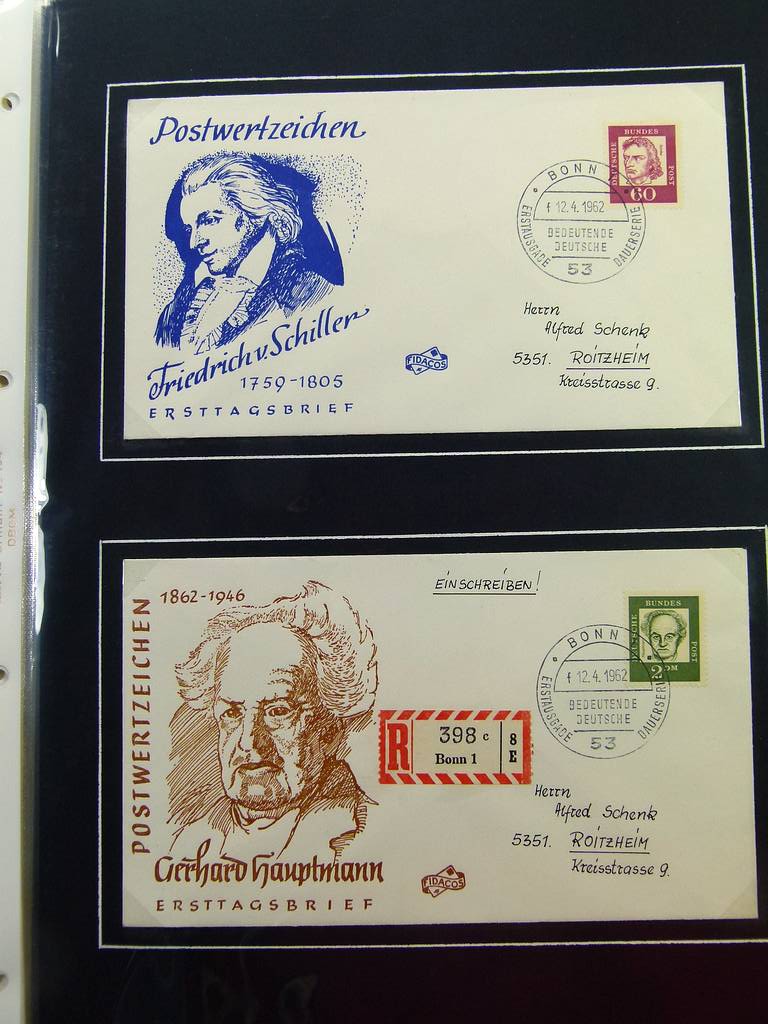 Postwertzeichen
Friedrich v. Schiller
1759-1805
ERSTTAGSBRIEF
FIDACOS
DEUTSCHE BUNDES POST
60
BONN
f 12.4.1962
BEDEUTENDE
DEUTSCHE
ERSTAUSGABE DAUERSERIE
53
Herrn
Alfred Schenk
5351. ROITZHEIM
Kreisstrasse 9.
EINSCHREIBEN!
1862-1946
POSTWERTZEICHEN
Gerhard Hauptmann
ERSTTAGSBRIEF
FIDACOS
R 398 c 8
Bonn 1 E
DEUTSCHE BUNDES POST
2 DM
BONN
f 12.4.1962
BEDEUTENDE
DEUTSCHE
ERSTAUSGABE DAUERSERIE
53
Herrn
Alfred Schenk
5351. ROITZHEIM
Kreisstrasse 9.